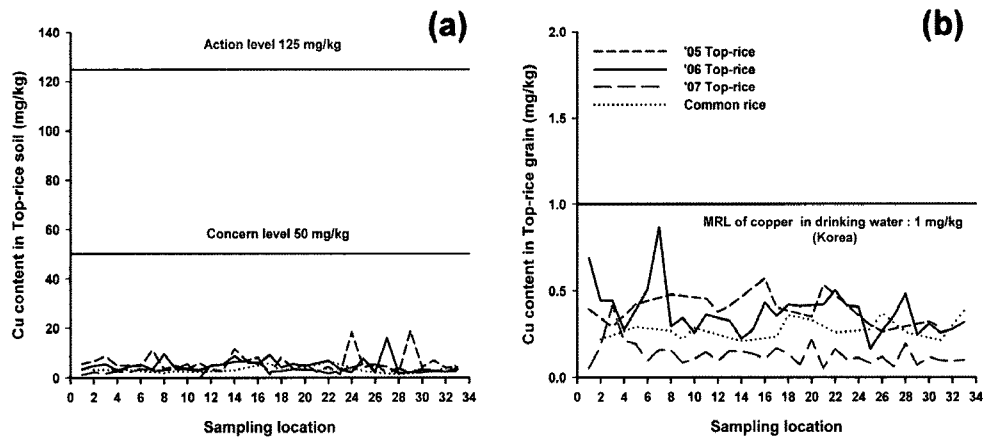 (a)
Cu content in Top-rice soil (mg/kg)
140
120
100
80
60
40
20
0
Action level 125 mg/kg
Concern level 50 mg/kg
0 2 4 6 8 10 12 14 16 18 20 22 24 26 28 30 32 34
Sampling location
(b)
Cu content in Top-rice grain (mg/kg)
2.0
1.5
1.0
0.5
0.0
'05 Top-rice
'06 Top-rice
'07 Top-rice
Common rice
MRL of copper in drinking water : 1 mg/kg
(Korea)
0 2 4 6 8 10 12 14 16 18 20 22 24 26 28 30 32 34
Sampling location